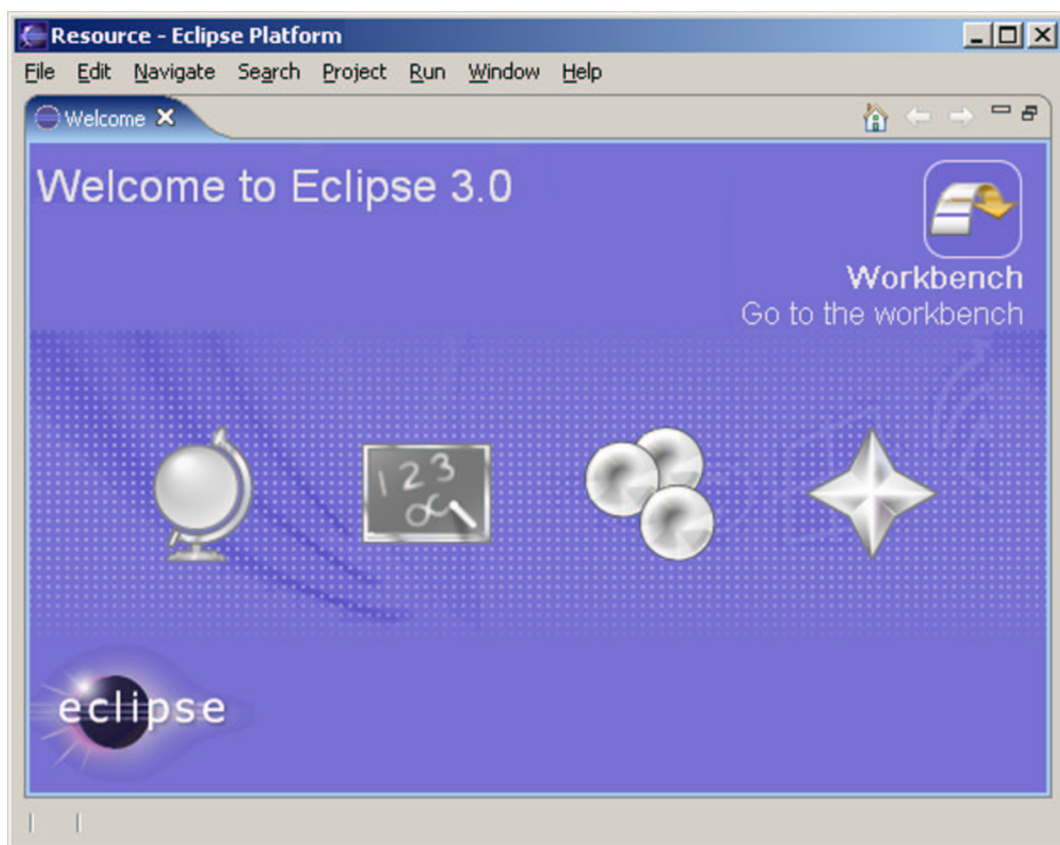 Resource - Eclipse Platform
File Edit Navigate Search Project Run Window Help
Welcome
Welcome to Eclipse 3.0
Workbench
Go to the workbench
123
eclipse